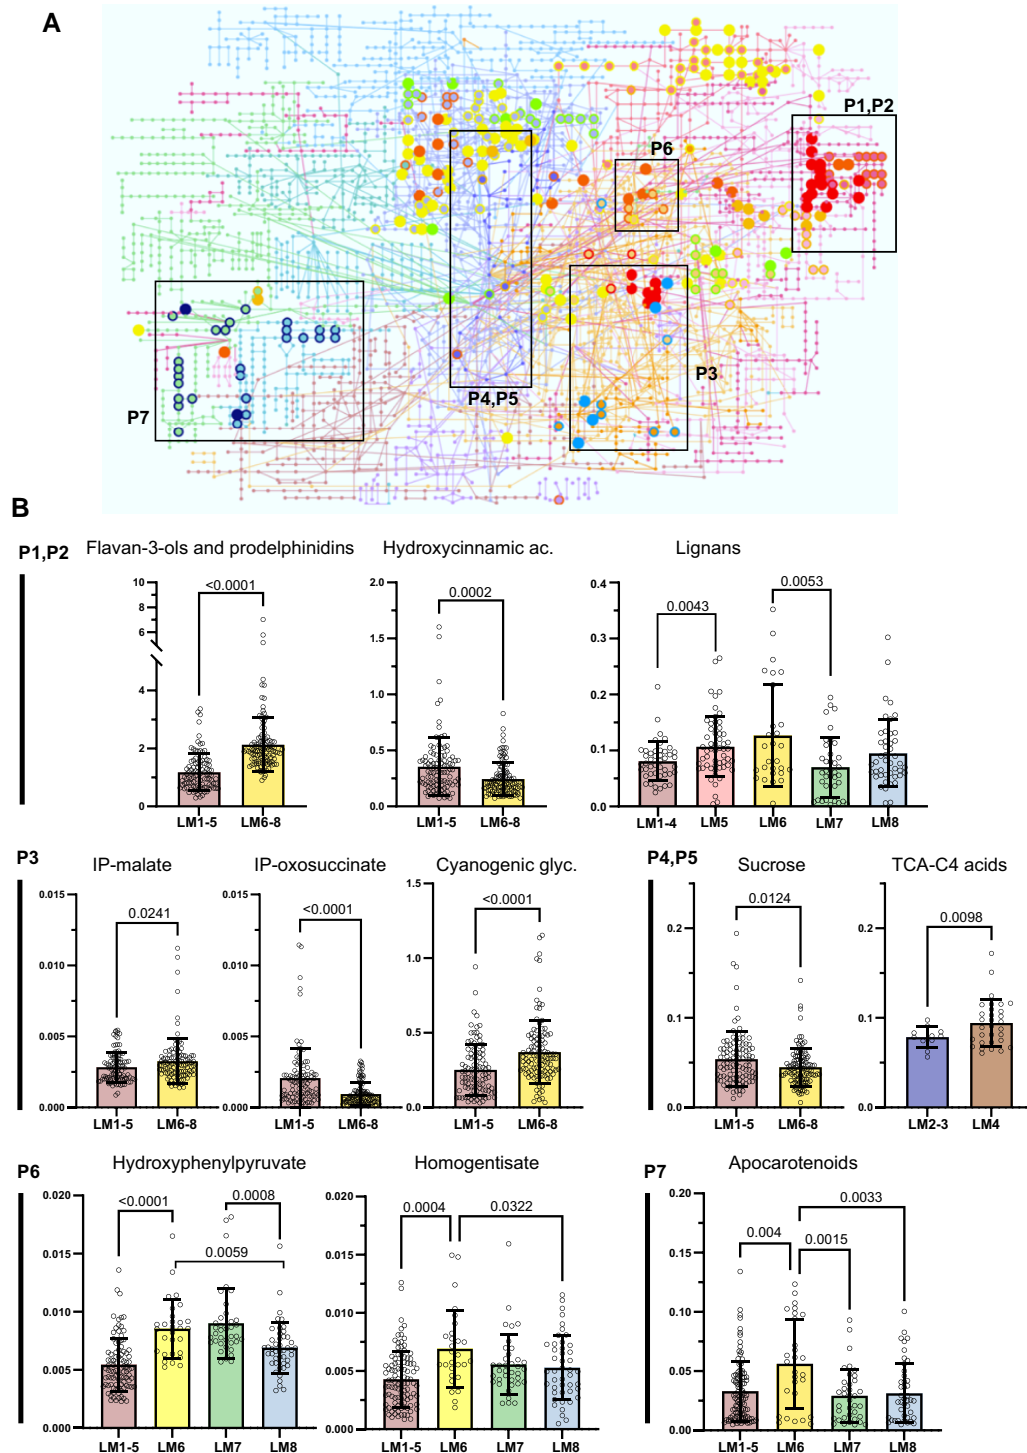 A
P1,P2
P6
P3
P4,P5
P7
B
P1,P2
Flavan-3-ols and prodelphinidins
Hydroxycinnamic ac.
Lignans
10
8
6
4
2
0
<0.0001
LM1-5
LM6-8
2.0
1.5
1.0
0.5
0.0
0.0002
LM1-5
LM6-8
0.4
0.3
0.2
0.1
0.0
0.0043
0.0053
LM1-4
LM5
LM6
LM7
LM8
P3
IP-malate
IP-oxosuccinate
Cyanogenic glyc.
0.015
0.010
0.005
0.000
0.0241
LM1-5
LM6-8
0.015
0.010
0.005
0.000
<0.0001
LM1-5
LM6-8
1.5
1.0
0.5
0.0
<0.0001
LM1-5
LM6-8
P4,P5
Sucrose
TCA-C4 acids
0.3
0.2
0.1
0.0
0.0124
LM1-5
LM6-8
0.2
0.1
0.0
0.0098
LM2-3
LM4
P6
Hydroxyphenylpyruvate
Homogentisate
0.020
0.015
0.010
0.005
0.000
<0.0001
0.0008
0.0059
LM1-5
LM6
LM7
LM8
0.020
0.015
0.010
0.005
0.000
0.0004
0.0322
LM1-5
LM6
LM7
LM8
P7
Apocarotenoids
0.20
0.15
0.10
0.05
0.00
0.004
0.0015
0.0033
LM1-5
LM6
LM7
LM8